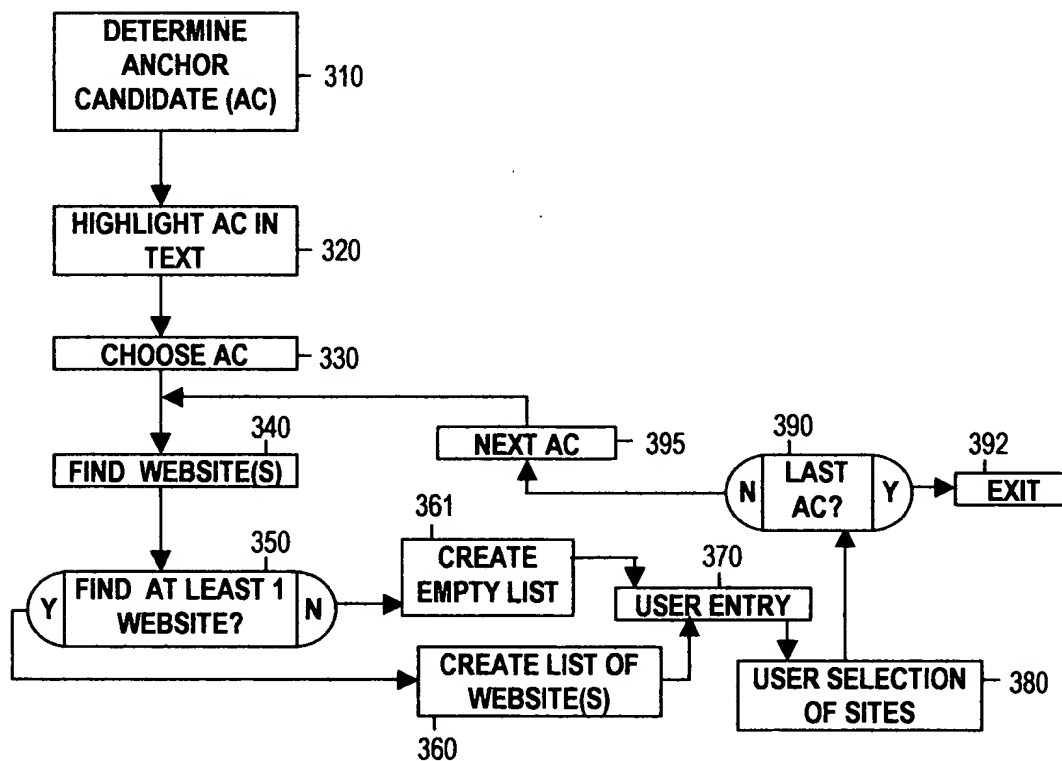 DETERMINE
ANCHOR
CANDIDATE (AC)
310
HIGHLIGHT AC IN
TEXT
320
CHOOSE AC
330
340
FIND WEBSITE(S)
NEXT AC
395
390
N
LAST
AC?
Y
392
EXIT
350
Y
FIND AT LEAST 1
WEBSITE?
N
361
CREATE
EMPTY LIST
370
USER ENTRY
CREATE LIST OF
WEBSITE(S)
360
USER SELECTION
OF SITES
380